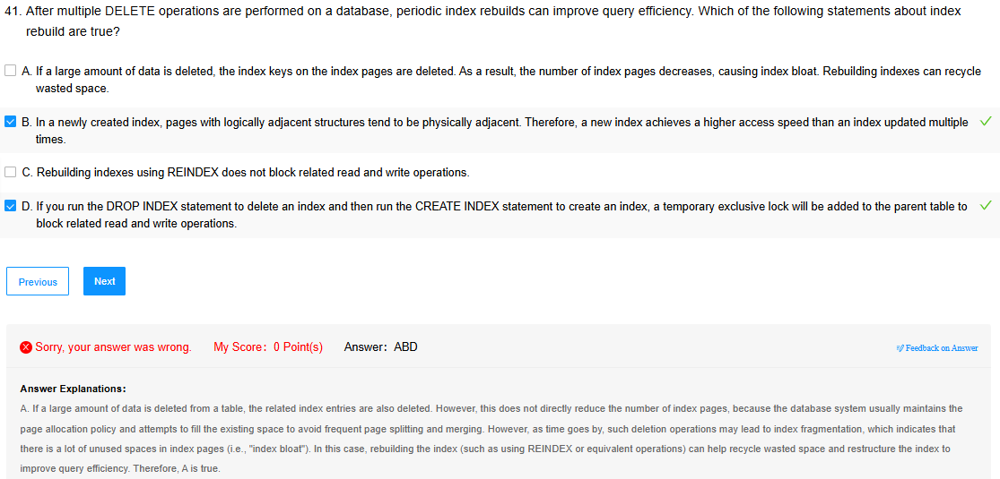 41. After multiple DELETE operations are performed on a database, periodic index rebuilds can improve query efficiency. Which of the following statements about index
rebuild are true?
A. If a large amount of data is deleted, the index keys on the index pages are deleted. As a result, the number of index pages decreases, causing index bloat. Rebuilding indexes can recycle
wasted space.
B. In a newly created index, pages with logically adjacent structures tend to be physically adjacent. Therefore, a new index achieves a higher access speed than an index updated multiple
times.
C. Rebuilding indexes using REINDEX does not block related read and write operations.
D. If you run the DROP INDEX statement to delete an index and then run the CREATE INDEX statement to create an index, a temporary exclusive lock will be added to the parent table to
block related read and write operations.
Previous Next
Sorry, your answer was wrong. My Score: 0 Point(s) Answer: ABD
Feedback on Answer
Answer Explanations:
A. If a large amount of data is deleted from a table, the related index entries are also deleted. However, this does not directly reduce the number of index pages, because the database system usually maintains the
page allocation policy and attempts to fill the existing space to avoid frequent page splitting and merging. However, as time goes by, such deletion operations may lead to index fragmentation, which indicates that
there is a lot of unused spaces in index pages (i.e., "index bloat"). In this case, rebuilding the index (such as using REINDEX or equivalent operations) can help recycle wasted space and restructure the index to
improve query efficiency. Therefore, A is true.